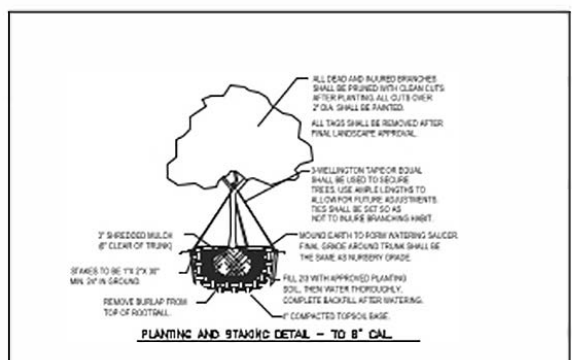 ALL DEAD AND INJURED BRANCHES
SHALL BE PRUNED WITH CLEAN CUTS
AFTER PLANTING. ALL CUTS OVER
2" DIA. SHALL BE PAINTED.
ALL TAGS SHALL BE REMOVED AFTER
FINAL LANDSCAPE APPROVAL.
3-WELLINGTON TAPE OR EQUAL
SHALL BE USED TO SECURE
TREES. USE AMPLE LENGTHS TO
ALLOW FOR FUTURE ADJUSTMENTS.
TIES SHALL BE SET SO AS
NOT TO INJURE BRANCHING HABIT.
3" SHREDDED MULCH
(6" CLEAR OF TRUNK)
MOUND EARTH TO FORM WATERING SAUCER.
FINAL GRADE AROUND TRUNK SHALL BE
THE SAME AS NURSERY GRADE.
STAKES TO BE 1"X 2"X 30"
MIN. 24" IN GROUND.
FILL 2/3 WITH APPROVED PLANTING
SOIL, THEN WATER THOROUGHLY.
COMPLETE BACKFILL AFTER WATERING.
REMOVE BURLAP FROM
TOP OF ROOTBALL.
4" COMPACTED TOPSOIL BASE.
PLANTING AND STAKING DETAIL - TO 8" CAL.